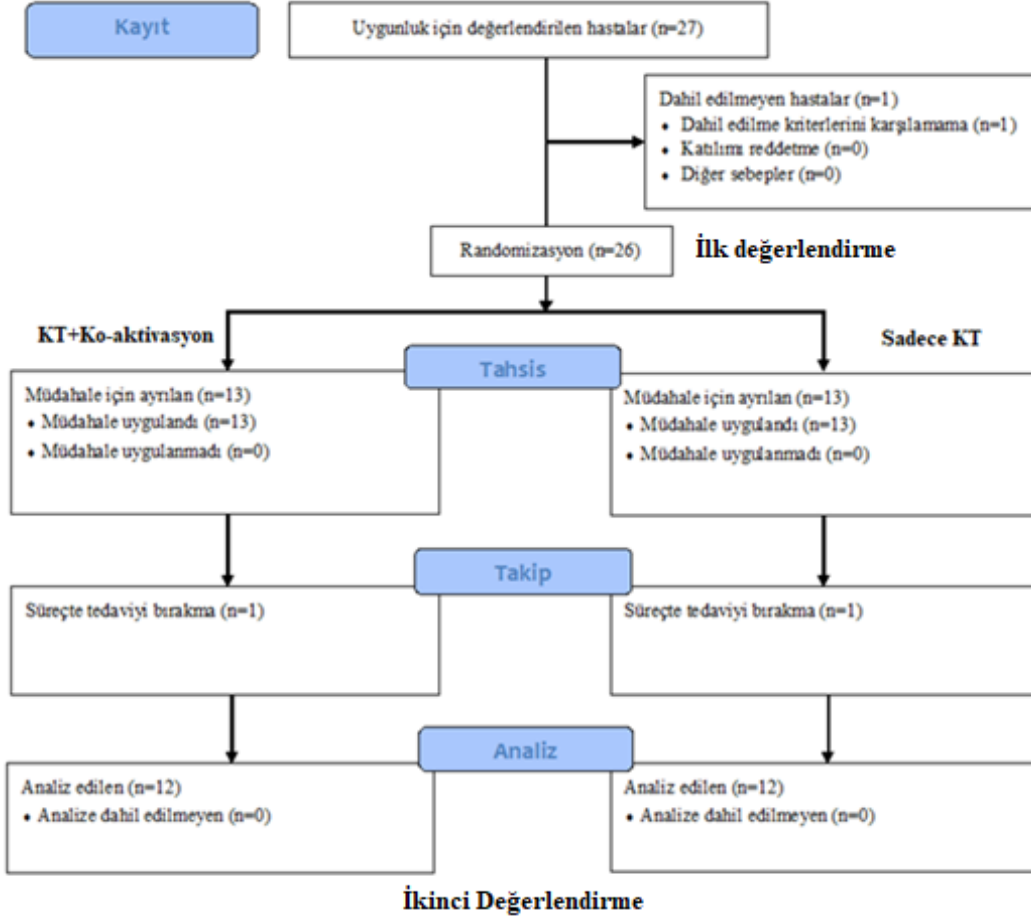 Kayıt
Uygunluk için değerlendirilen hastalar (n=27)
Dahil edilmeyen hastalar (n=1)
• Dahil edilme kriterlerini karşılamama (n=1)
• Katılımı reddetme (n=0)
• Diğer sebepler (n=0)
Randomizasyon (n=26)
İlk değerlendirme
KT+Ko-aktivasyon
Sadece KT
Tahsis
Müdahale için ayrılan (n=13)
• Müdahale uygulandı (n=13)
• Müdahale uygulanmadı (n=0)
Müdahale için ayrılan (n=13)
• Müdahale uygulandı (n=13)
• Müdahale uygulanmadı (n=0)
Takip
Süreçte tedaviyi bırakma (n=1)
Süreçte tedaviyi bırakma (n=1)
Analiz
Analiz edilen (n=12)
• Analize dahil edilmeyen (n=0)
Analiz edilen (n=12)
• Analize dahil edilmeyen (n=0)
İkinci Değerlendirme